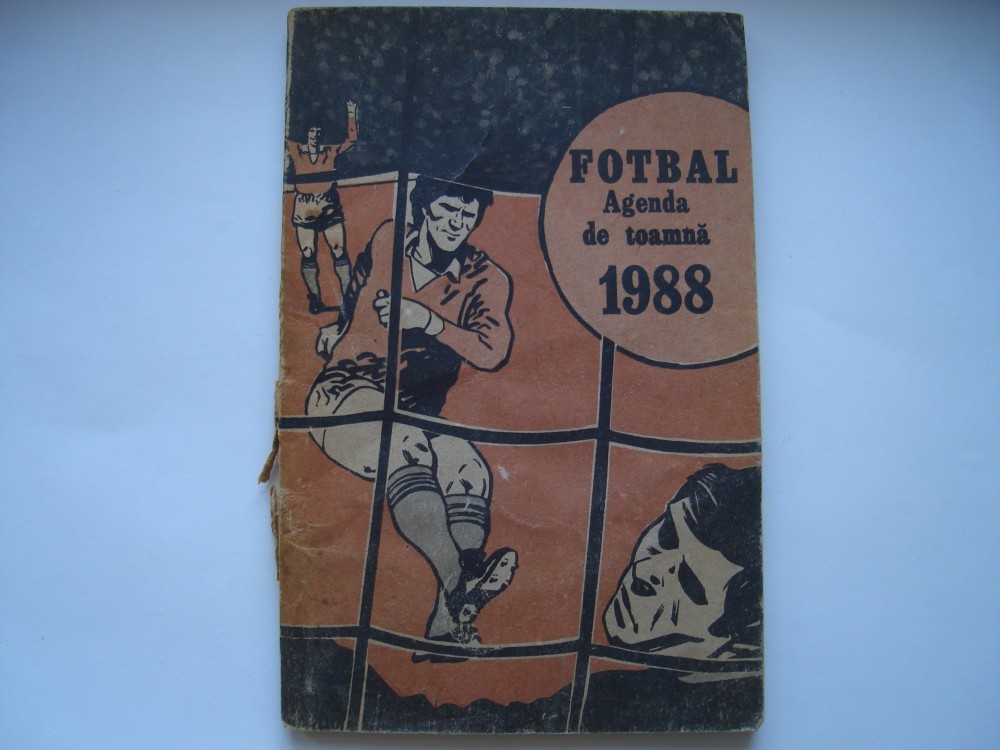 FOTBAL
Agenda
de toamnă
1988